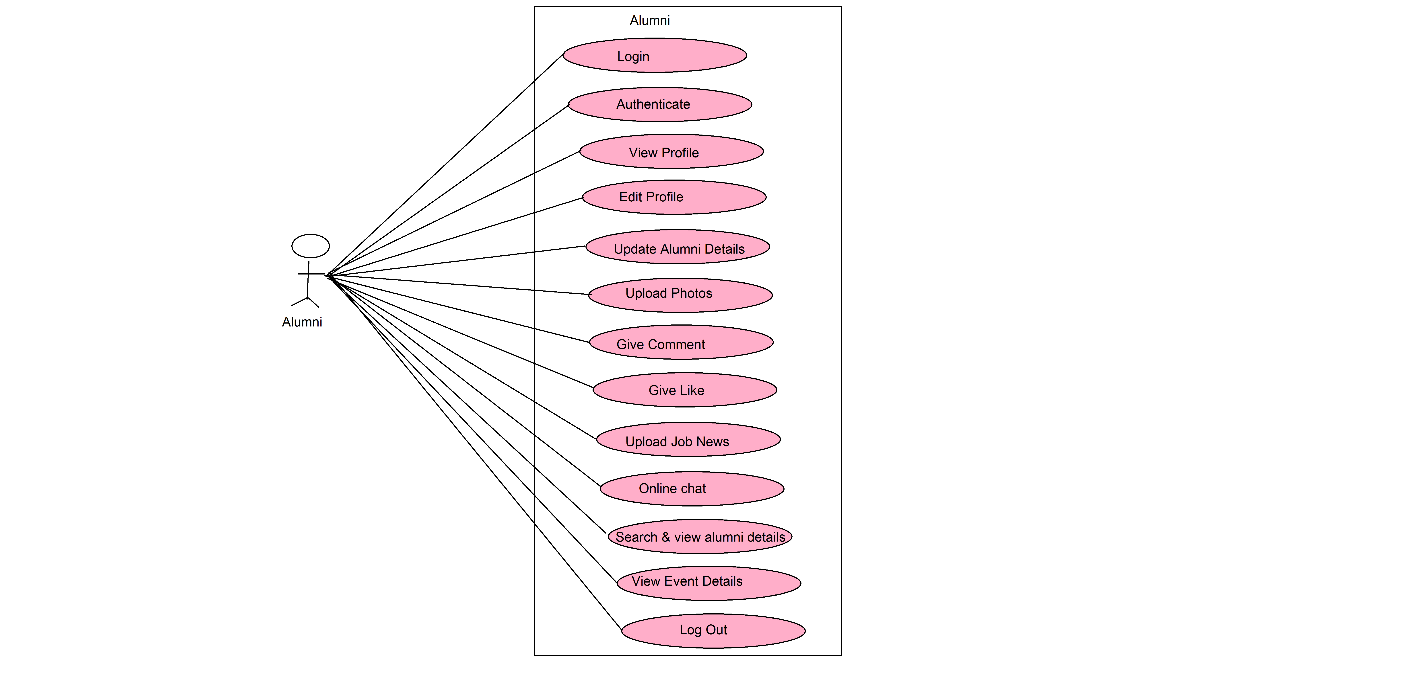 Alumni
Login
Authenticate
View Profile
Edit Profile
Update Alumni Details
Upload Photos
Alumni
Give Comment
Give Like
Upload Job News
Online chat
Search & view alumni details
View Event Details
Log Out